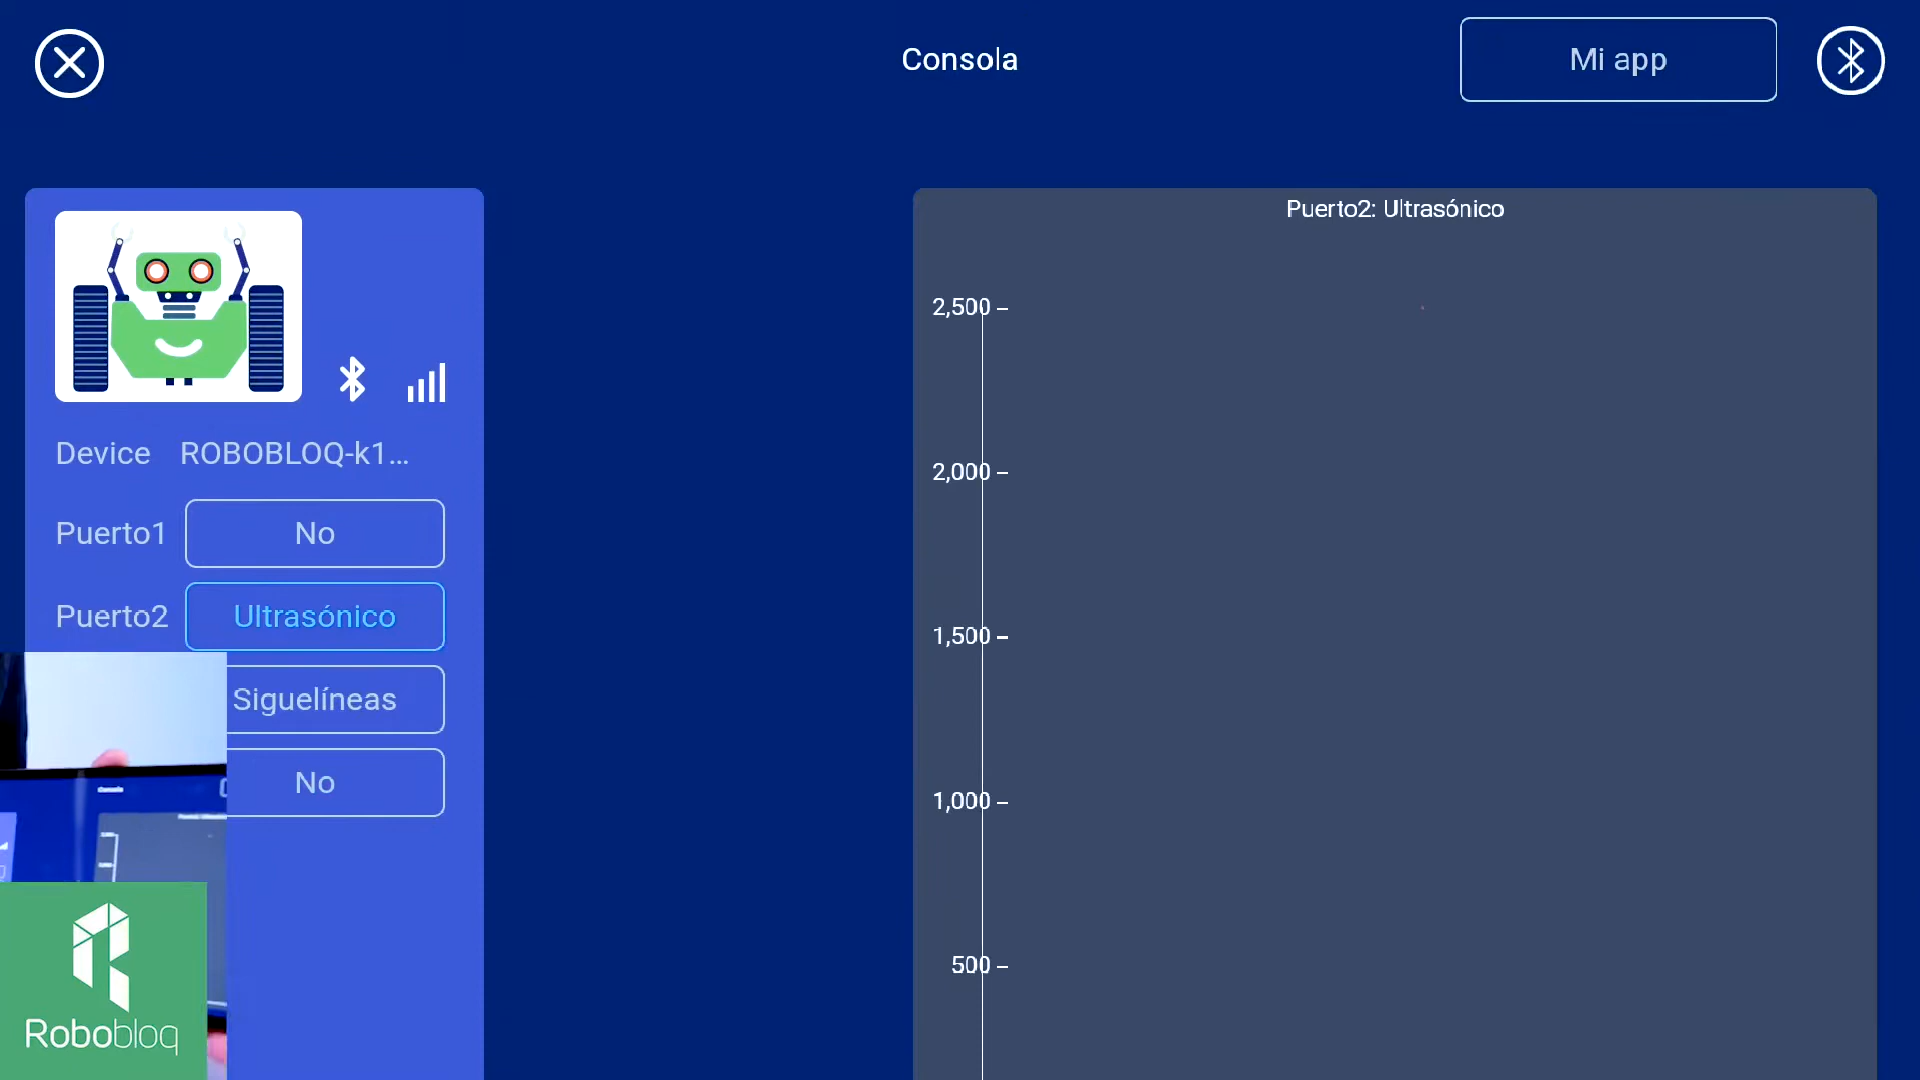 Consola
Mi app
Device ROBOBLOQ-k1...
Puerto1 No
Puerto2 Ultrasónico
Siguelíneas
No
Puerto2: Ultrasónico
2,500
2,000
1,500
1,000
500
Robobloq